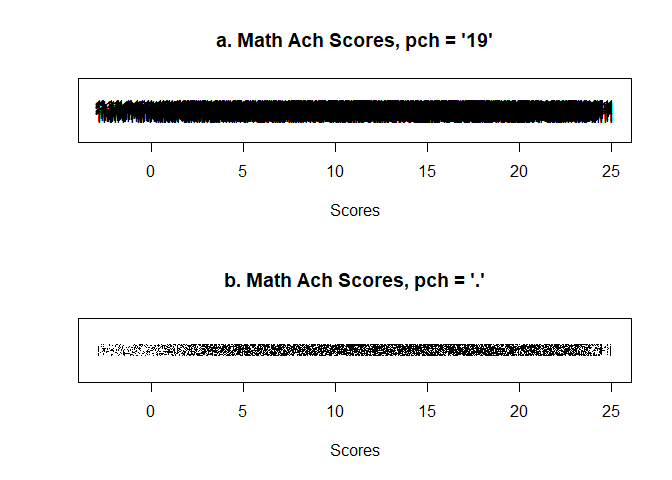 a. Math Ach Scores, pch = '19'
0 5 10 15 20 25
Scores
b. Math Ach Scores, pch = '.'
0 5 10 15 20 25
Scores